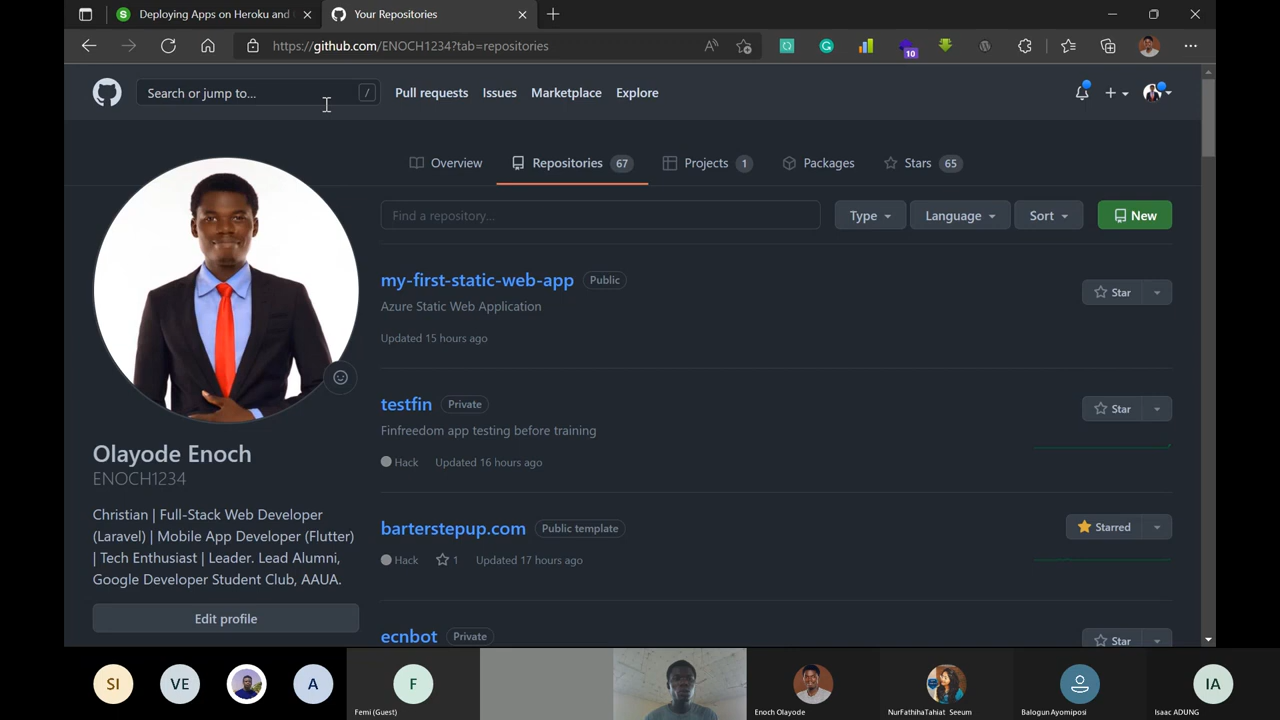 Deploying Apps on Heroku and
Your Repositories
https://github.com/ENOCH1234?tab=repositories
10
Search or jump to...
/
Pull requests
Issues
Marketplace
Explore
Overview
Repositories 67
Projects 1
Packages
Stars 65
Find a repository...
Type
Language
Sort
New
my-first-static-web-app Public
Azure Static Web Application
Updated 15 hours ago
Star
testfin Private
Finfreedom app testing before training
Hack Updated 16 hours ago
Star
barterstepup.com Public template
Hack 1 Updated 17 hours ago
Starred
ecnbot Private
Star
Olayode Enoch
ENOCH1234
Christian | Full-Stack Web Developer
(Laravel) | Mobile App Developer (Flutter)
| Tech Enthusiast | Leader. Lead Alumni,
Google Developer Student Club, AAUA.
Edit profile
SI
VE
A
F
Femi (Guest)
Enoch Olayode
NurFathihaTahiat Seeum
Balogun Ayomiposi
IA
Isaac ADUNG